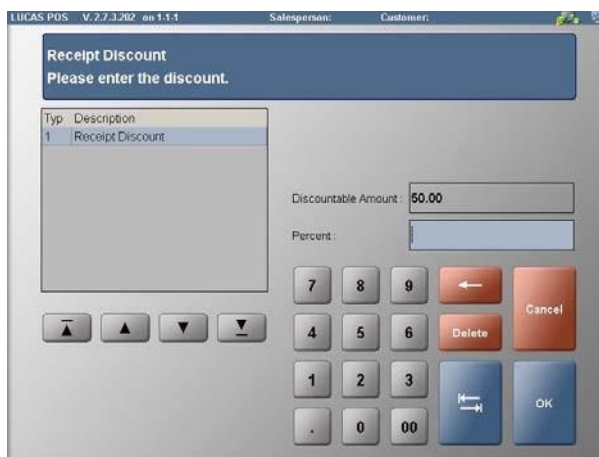 LUCAS POS V. 2.7.3.202 on 1-1-1 Salesperson: Customer:
Receipt Discount
Please enter the discount.
Typ Description
1 Receipt Discount
Discountable Amount : 50.00
Percent :
7 8 9
Cancel
4 5 6 Delete
1 2 3
OK
. 0 00